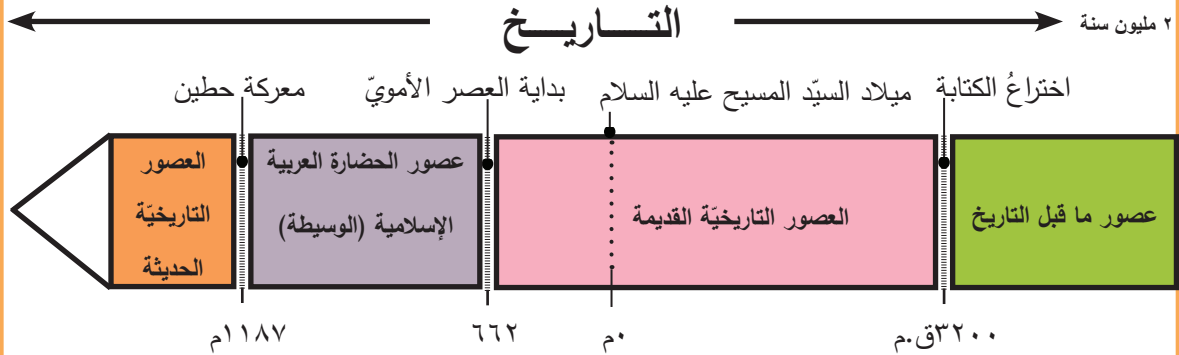 التـــاريـــخ
٢ مليون سنة
اختراعُ الكتابة
ميلاد السيّد المسيح عليه السلام
بداية العصر الأمويّ
معركة حطين
عصور ما قبل التاريخ
العصور التاريخيّة القديمة
عصور الحضارة العربية
الإسلامية (الوسيطة)
العصور
التاريخيّة
الحديثة
٣٢٠٠ق.م
٠م
٦٦٢
١١٨٧م